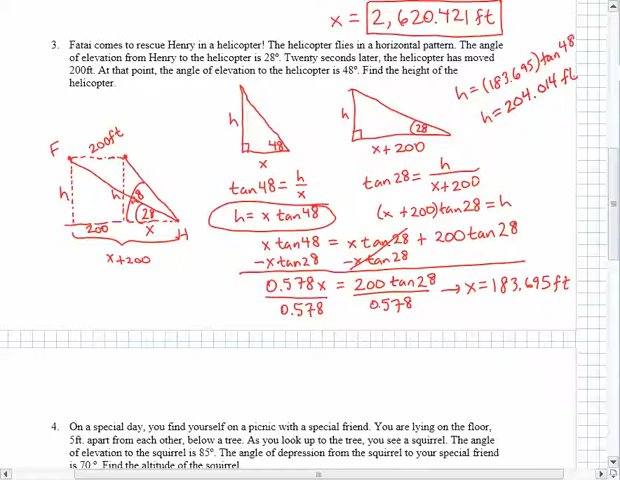 x = 2,620.421 ft
3. Fatai comes to rescue Henry in a helicopter! The helicopter flies in a horizontal pattern. The angle
of elevation from Henry to the helicopter is 28º. Twenty seconds later, the helicopter has moved
200ft. At that point, the angle of elevation to the helicopter is 48º. Find the height of the
helicopter.
h = (183.695) tan 48
h = 204.014 ft
F
200ft
h
h
48
28
200
x
H
x + 200
h
48
x
h
28
x + 200
tan 48 = h/x
tan 28 = h/(x+200)
h = x tan 48
(x + 200) tan 28 = h
x tan 48 = x tan 28 + 200 tan 28
- x tan 28 - x tan 28
0.578x = 200 tan 28 → x = 183.695 ft
0.578 0.578
4. On a special day, you find yourself on a picnic with a special friend. You are lying on the floor,
5ft. apart from each other, below a tree. As you look up to the tree, you see a squirrel. The angle
of elevation to the squirrel is 85º. The angle of depression from the squirrel to your special friend
is 70 º. Find the altitude of the squirrel.